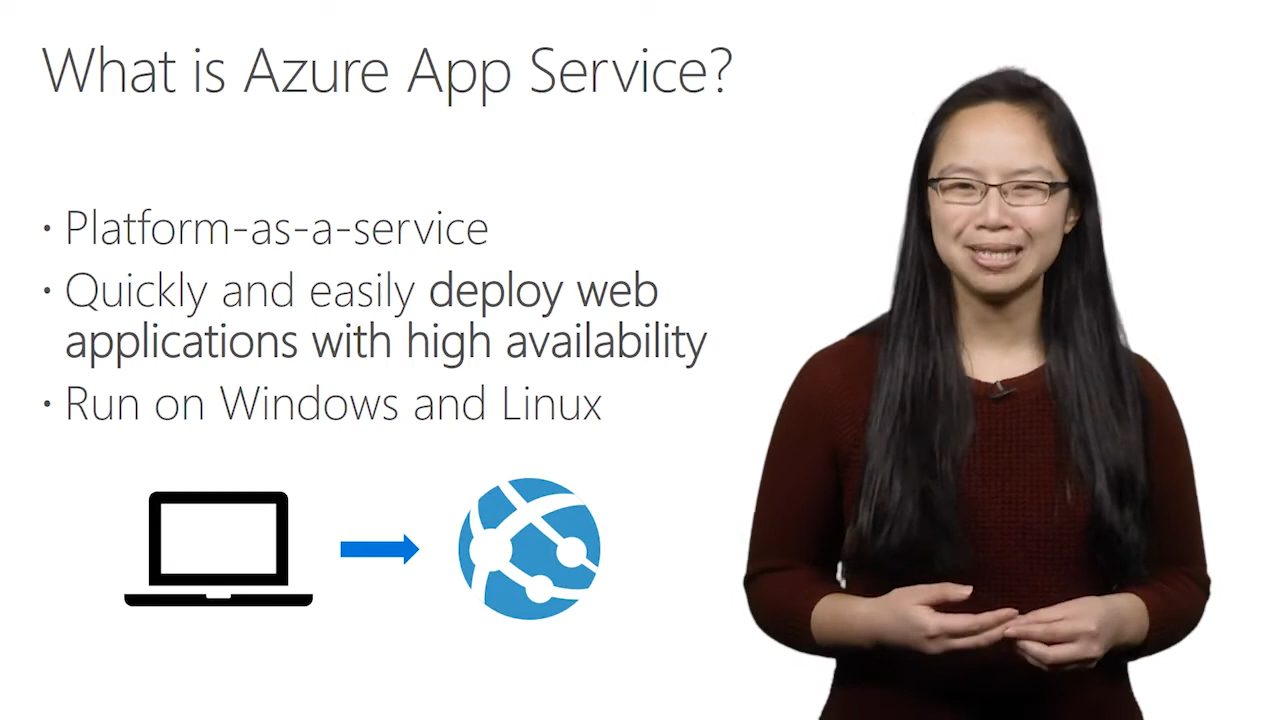 What is Azure App Service?
· Platform-as-a-service
· Quickly and easily deploy web
applications with high availability
· Run on Windows and Linux